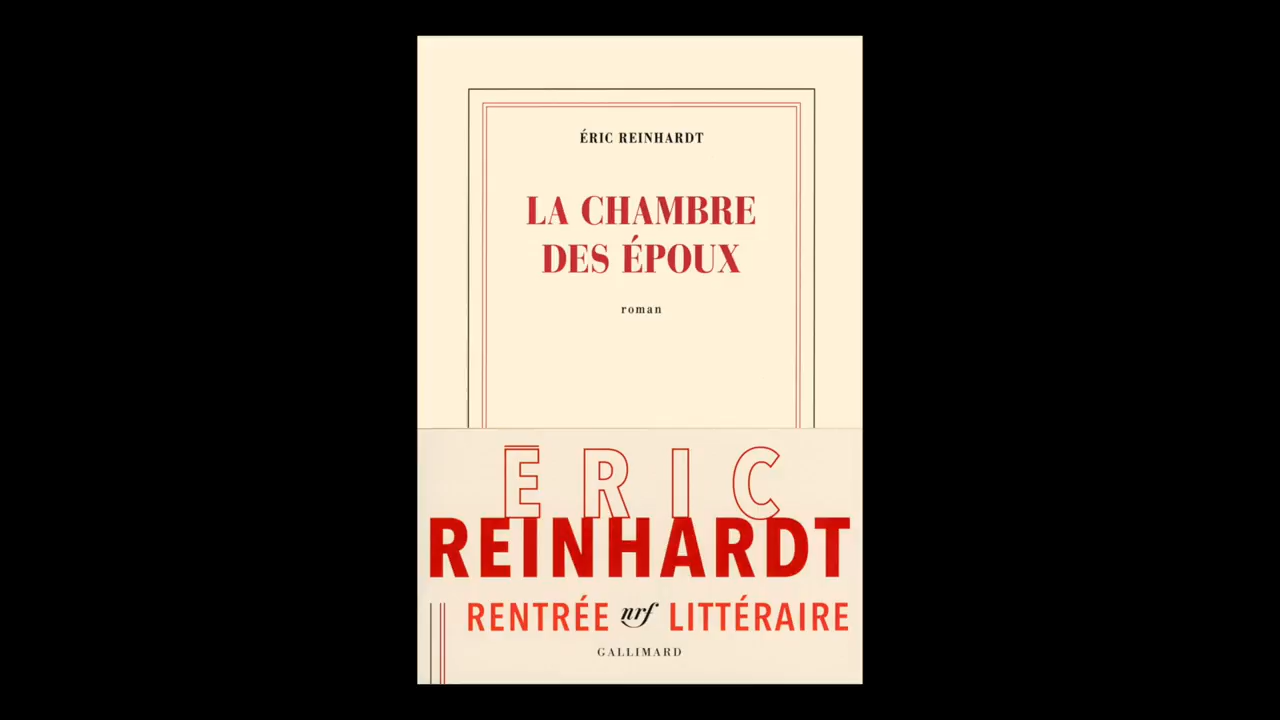 ÉRIC REINHARDT
LA CHAMBRE
DES ÉPOUX
roman
ÉRIC
REINHARDT
RENTRÉE nrf LITTÉRAIRE
GALLIMARD